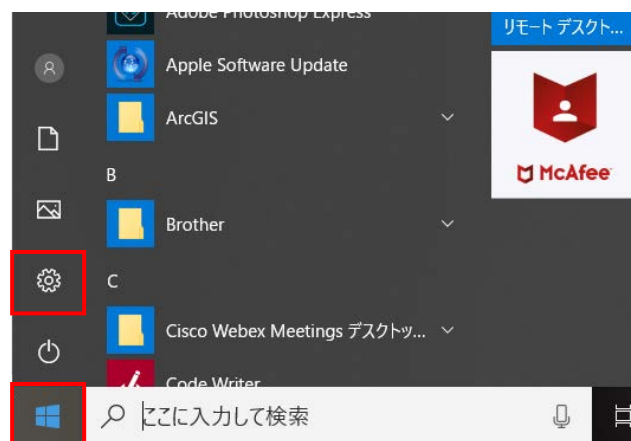 Adobe Photoshop Express
リモート デスクト...
Apple Software Update
ArcGIS
McAfee
B
Brother
C
Cisco Webex Meetings デスクトッ...
Code Writer
ここに入力して検索